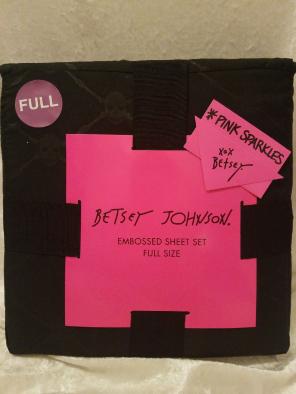 FULL
*PINK SPARKLES
xox
Betsey
BETSEY JOHNSON.
EMBOSSED SHEET SET
FULL SIZE